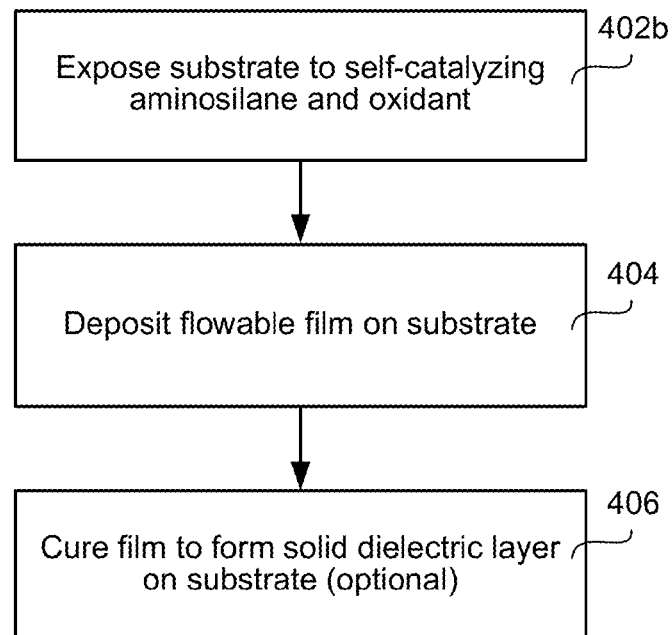 402b
Expose substrate to self-catalyzing
aminosilane and oxidant
404
Deposit flowable film on substrate
406
Cure film to form solid dielectric layer
on substrate (optional)